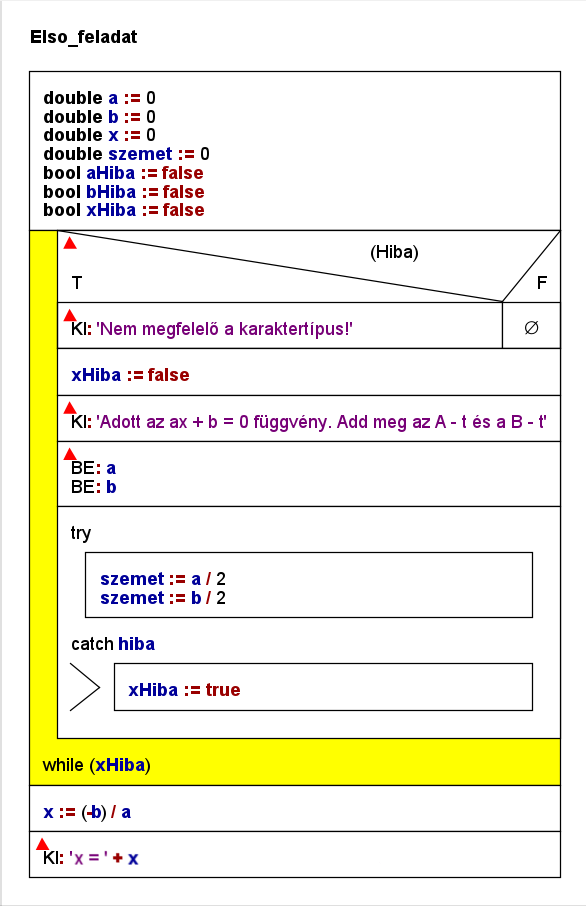 Elso_feladat
double a := 0
double b := 0
double x := 0
double szemet := 0
bool aHiba := false
bool bHiba := false
bool xHiba := false
(Hiba)
T F
KI: 'Nem megfelelő a karaktertípus!' ∅
xHiba := false
KI: 'Adott az ax + b = 0 függvény. Add meg az A - t és a B - t'
BE: a
BE: b
try
szemet := a / 2
szemet := b / 2
catch hiba
xHiba := true
while (xHiba)
x := (-b) / a
KI: 'x = ' + x